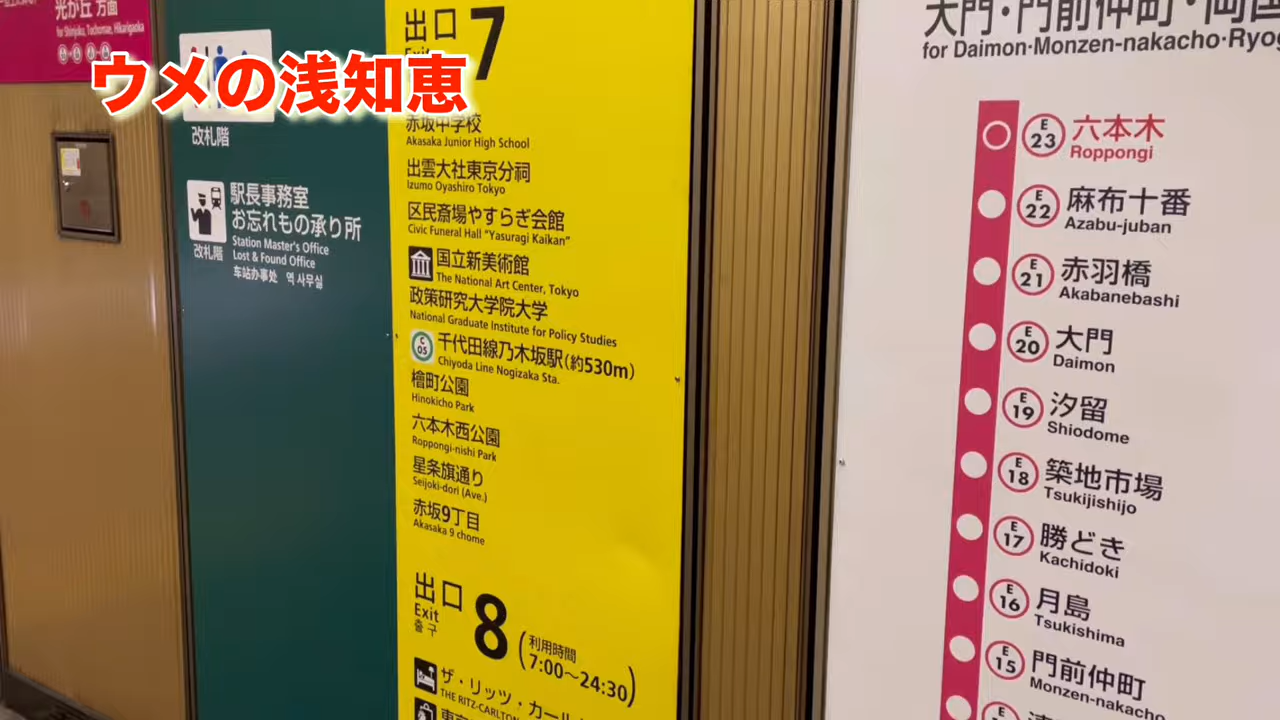 光が丘 方面
for Shinjuku, Tochomae, Hikarigaoka
ウメの浅知恵
改札階
駅長事務室
お忘れもの承り所
Station Master's Office
Lost & Found Office
车站办事处 역 사무실
改札階
出口 7
Exit
赤坂中学校
Akasaka Junior High School
出雲大社東京分祠
Izumo Oyashiro Tokyo
区民斎場やすらぎ会館
Civic Funeral Hall "Yasuragi Kaikan"
国立新美術館
The National Art Center, Tokyo
政策研究大学院大学
National Graduate Institute for Policy Studies
C 05
千代田線乃木坂駅(約530m)
Chiyoda Line Nogizaka Sta.
檜町公園
Hinokicho Park
六本木西公園
Roppongi-nishi Park
星条旗通り
Seijoki-dori (Ave.)
赤坂9丁目
Akasaka 9 chome
出口 8
Exit
출구
(利用時間
7:00〜24:30)
ザ・リッツ・カール
THE RITZ-CARLTON
東京
大門・門前仲町・両国
for Daimon·Monzen-nakacho·Ryog
E 23 六本木
Roppongi
E 22 麻布十番
Azabu-juban
E 21 赤羽橋
Akabanebashi
E 20 大門
Daimon
E 19 汐留
Shiodome
E 18 築地市場
Tsukijishijo
E 17 勝どき
Kachidoki
E 16 月島
Tsukishima
E 15 門前仲町
Monzen-nakacho
E